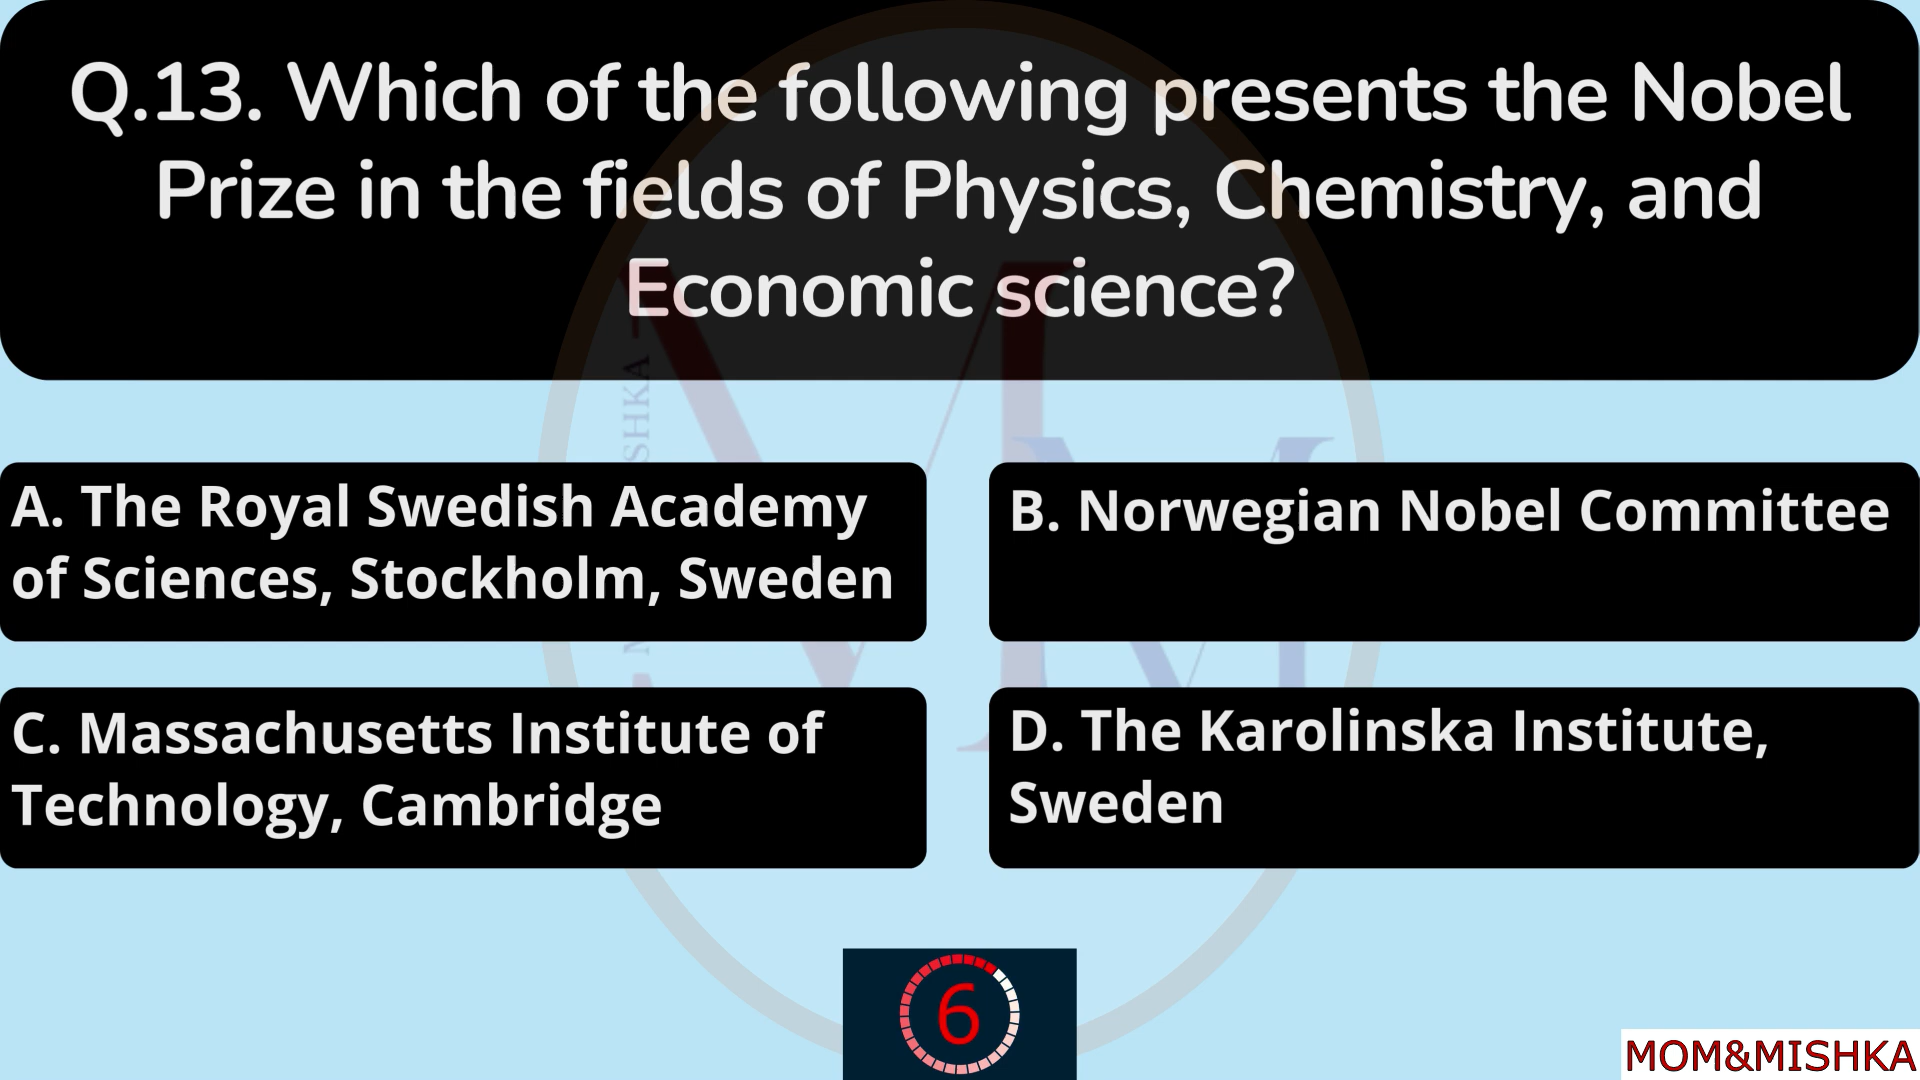 Q.13. Which of the following presents the Nobel
Prize in the fields of Physics, Chemistry, and
Economic science?
A. The Royal Swedish Academy
of Sciences, Stockholm, Sweden
B. Norwegian Nobel Committee
C. Massachusetts Institute of
Technology, Cambridge
D. The Karolinska Institute,
Sweden
6
MOM&MISHKA